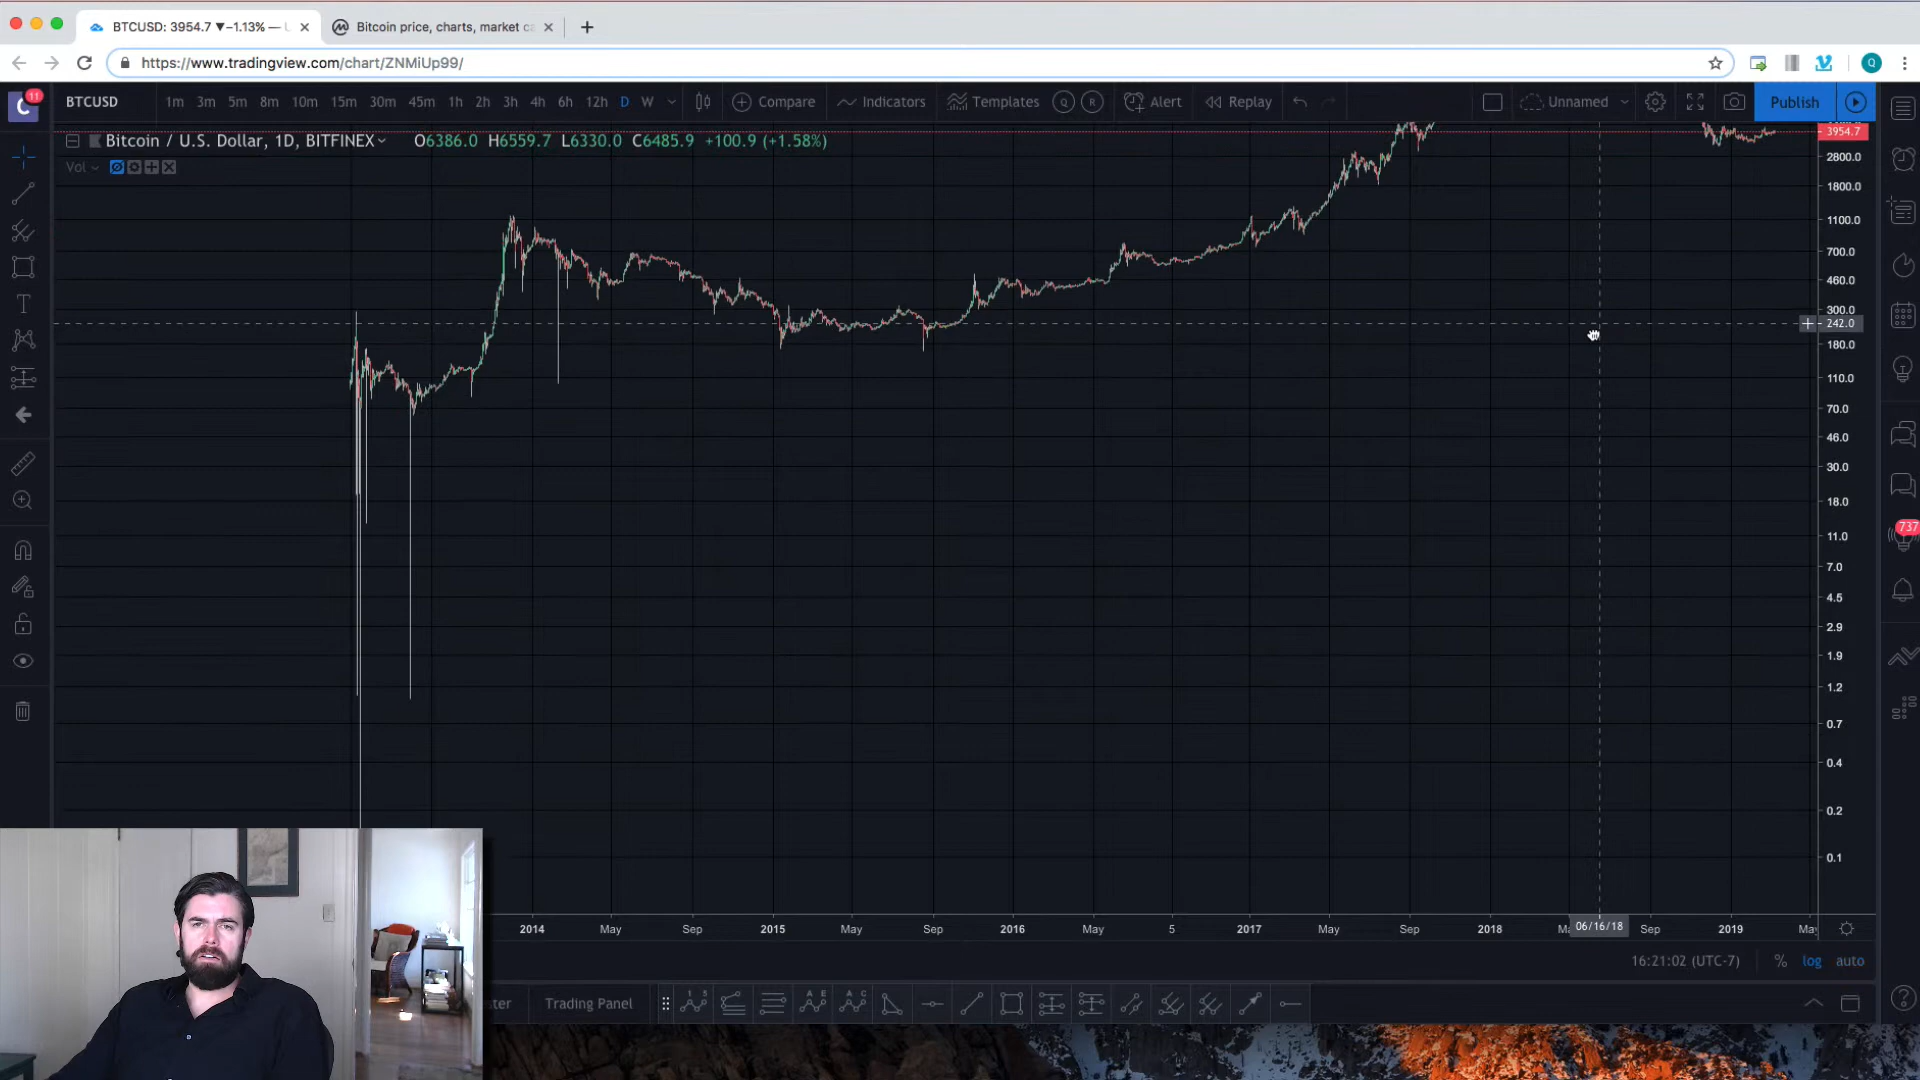 BTCUSD: 3954.7 ▼−1.13% —
Bitcoin price, charts, market ca
https://www.tradingview.com/chart/ZNMiUp99/
Q
C
11
BTCUSD
1m 3m 5m 8m 10m 15m 30m 45m 1h 2h 3h 4h 6h 12h D W
Compare
Indicators
Templates
Q
R
Alert
Replay
Unnamed
Publish
Bitcoin / U.S. Dollar, 1D, BITFINEX
O6386.0 H6559.7 L6330.0 C6485.9 +100.9 (+1.58%)
Vol
3954.7
2800.0
1800.0
1100.0
700.0
460.0
300.0
242.0
180.0
110.0
70.0
46.0
30.0
18.0
11.0
7.0
4.5
2.9
1.9
1.2
0.7
0.4
0.2
0.1
737
2014 May Sep 2015 May Sep 2016 May 5 2017 May Sep 2018 06/16/18 Sep 2019
16:21:02 (UTC-7) % log auto
Trading Panel